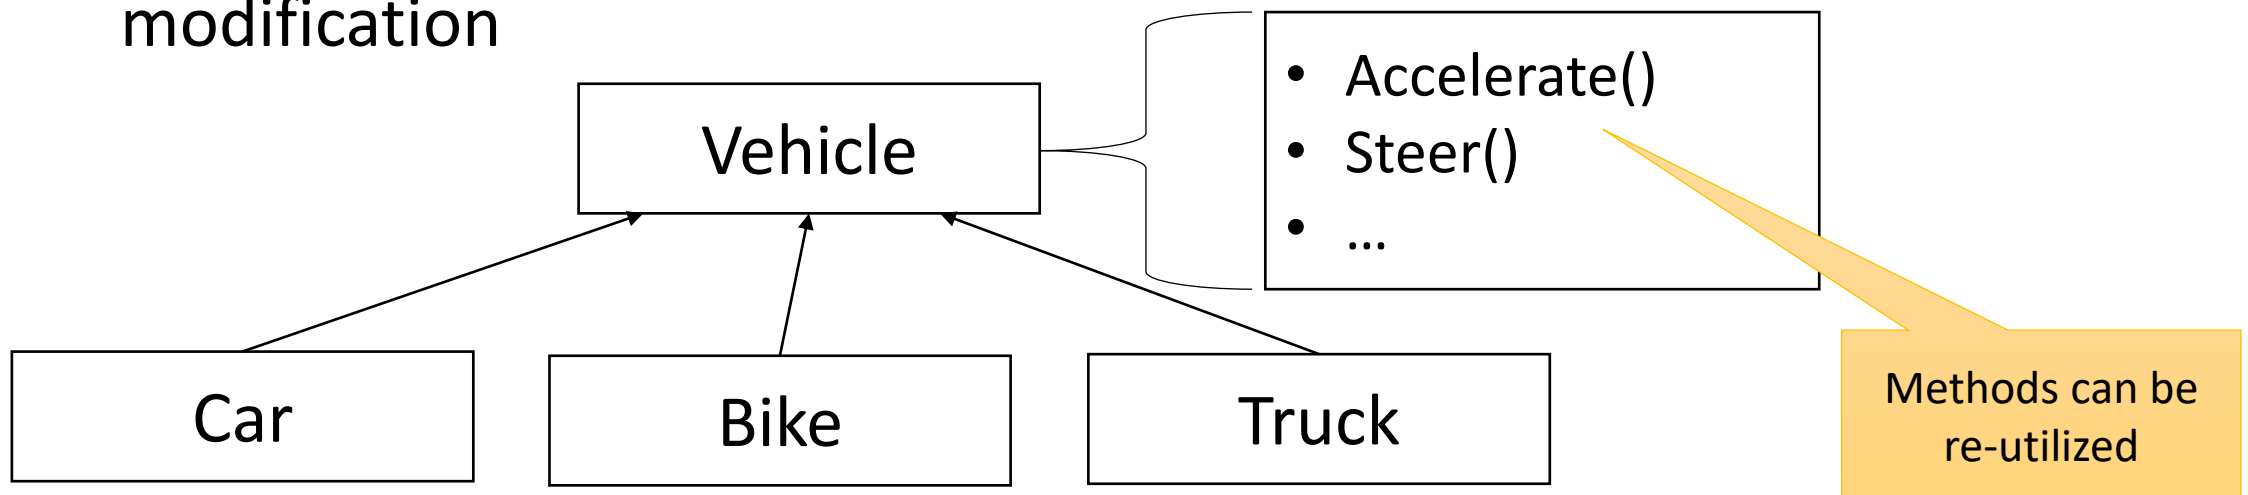 modification
Vehicle
• Accelerate()
• Steer()
• ...
Car
Bike
Truck
Methods can be
re-utilized